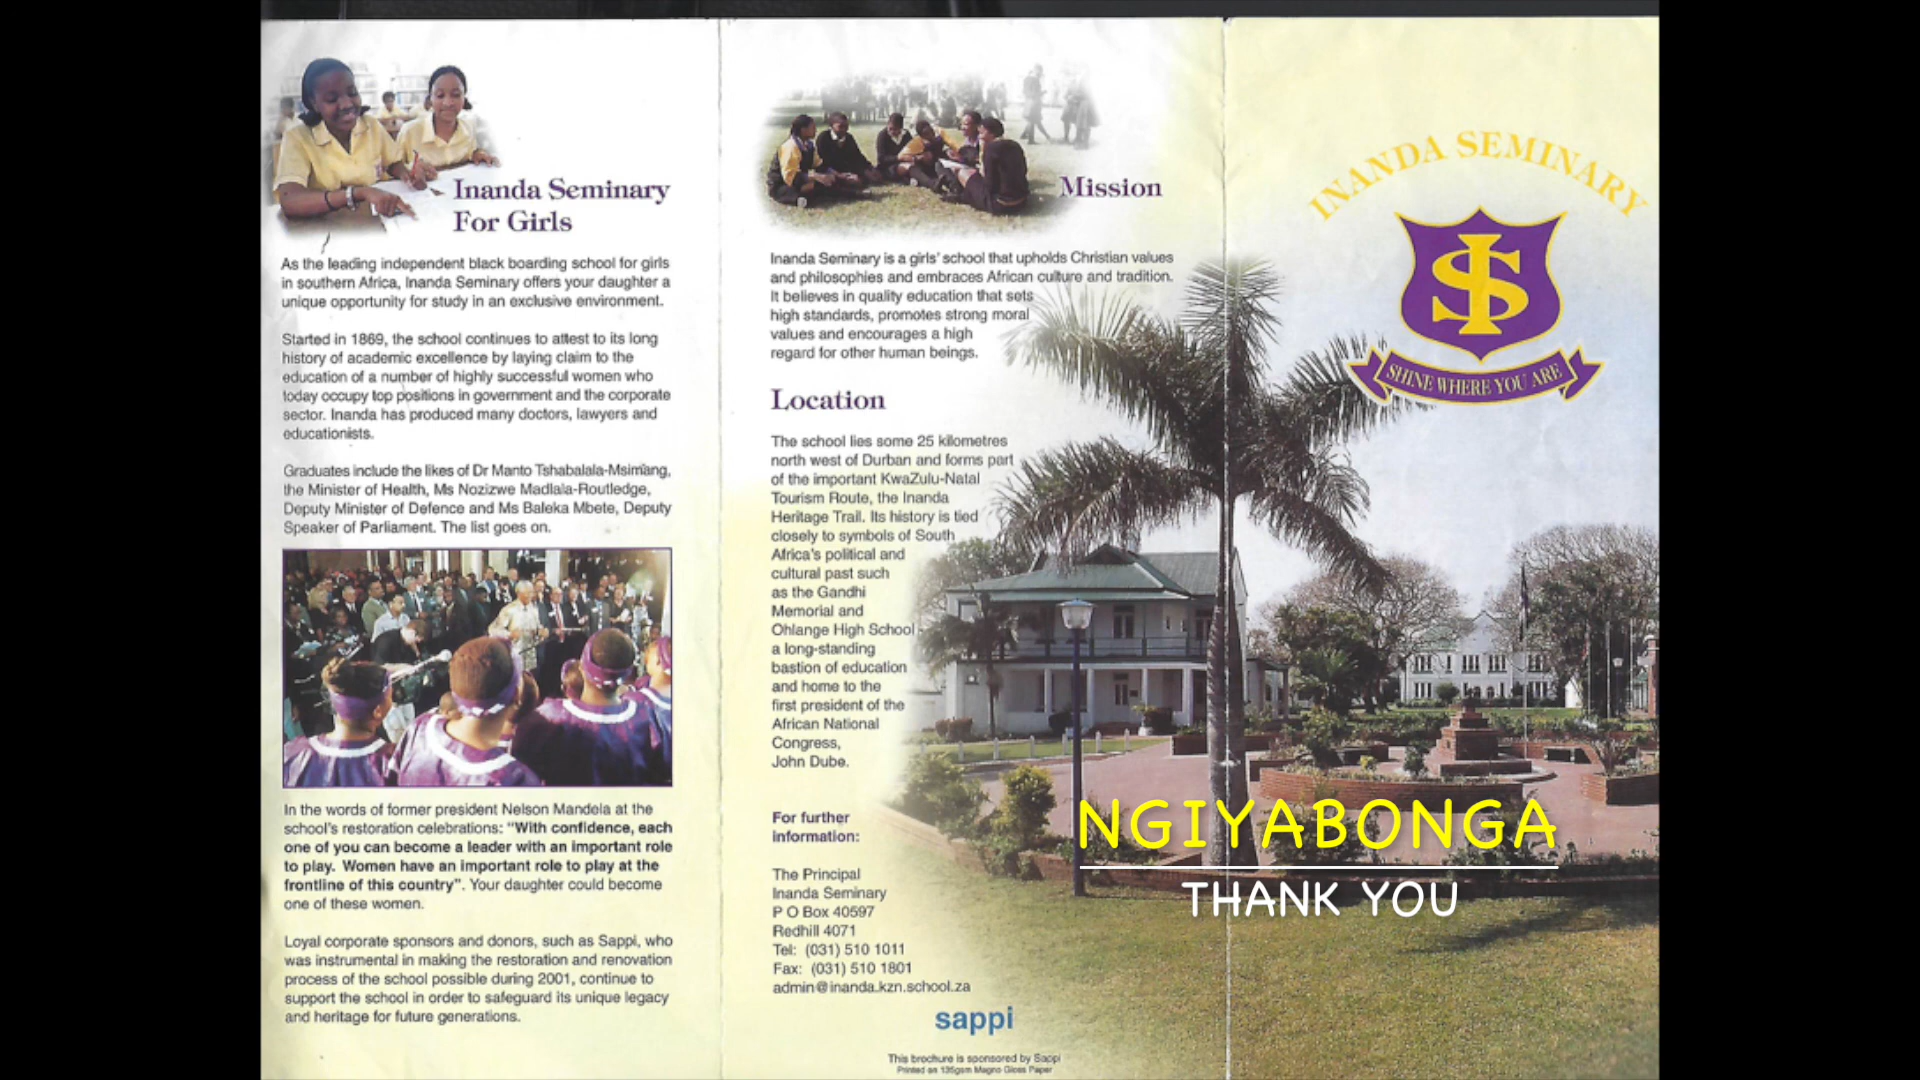 Inanda Seminary
For Girls
As the leading independent black boarding school for girls
in southern Africa, Inanda Seminary offers your daughter a
unique opportunity for study in an exclusive environment.
Started in 1869, the school continues to attest to its long
history of academic excellence by laying claim to the
education of a number of highly successful women who
today occupy top positions in government and the corporate
sector. Inanda has produced many doctors, lawyers and
educationists.
Graduates include the likes of Dr Manto Tshabalala-Msimang,
the Minister of Health, Ms Nozizwe Madlala-Routledge,
Deputy Minister of Defence and Ms Baleka Mbete, Deputy
Speaker of Parliament. The list goes on.
In the words of former president Nelson Mandela at the
school's restoration celebrations: "With confidence, each
one of you can become a leader with an important role
to play. Women have an important role to play at the
frontline of this country". Your daughter could become
one of these women.
Loyal corporate sponsors and donors, such as Sappi, who
was instrumental in making the restoration and renovation
process of the school possible during 2001, continue to
support the school in order to safeguard its unique legacy
and heritage for future generations.
Mission
Inanda Seminary is a girls' school that upholds Christian values
and philosophies and embraces African culture and tradition.
It believes in quality education that sets
high standards, promotes strong moral
values and encourages a high
regard for other human beings.
Location
The school lies some 25 kilometres
north west of Durban and forms part
of the important KwaZulu-Natal
Tourism Route, the Inanda
Heritage Trail. Its history is tied
closely to symbols of South
Africa's political and
cultural past such
as the Gandhi
Memorial and
Ohlange High School -
a long-standing
bastion of education
and home to the
first president of the
African National
Congress,
John Dube.
For further
information:
The Principal
Inanda Seminary
P O Box 40597
Redhill 4071
Tel: (031) 510 1011
Fax: (031) 510 1801
admin@inanda.kzn.school.za
sappi
This brochure is sponsored by Sappi
Printed on 135gsm Magno Gloss Paper
INANDA SEMINARY
IS
SHINE WHERE YOU ARE
NGIYABONGA
THANK YOU